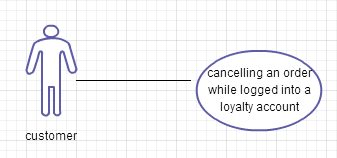 cancelling an order
while logged into a
loyalty account
customer